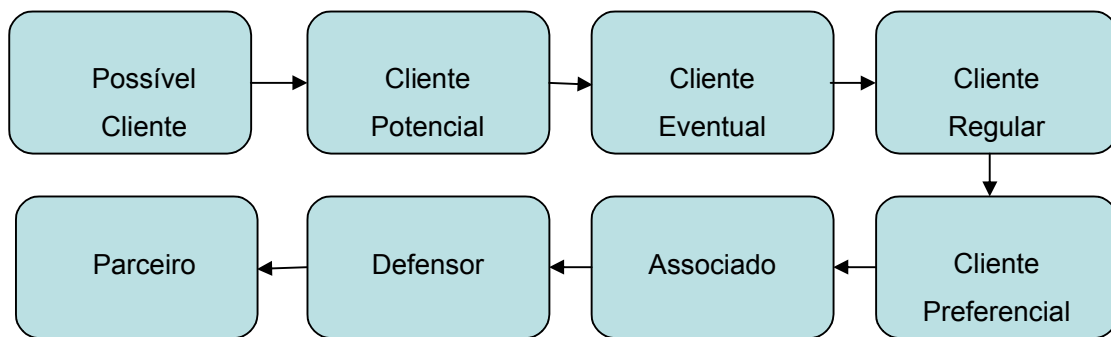 Possível
Cliente
Cliente
Potencial
Cliente
Eventual
Cliente
Regular
Cliente
Preferencial
Associado
Defensor
Parceiro